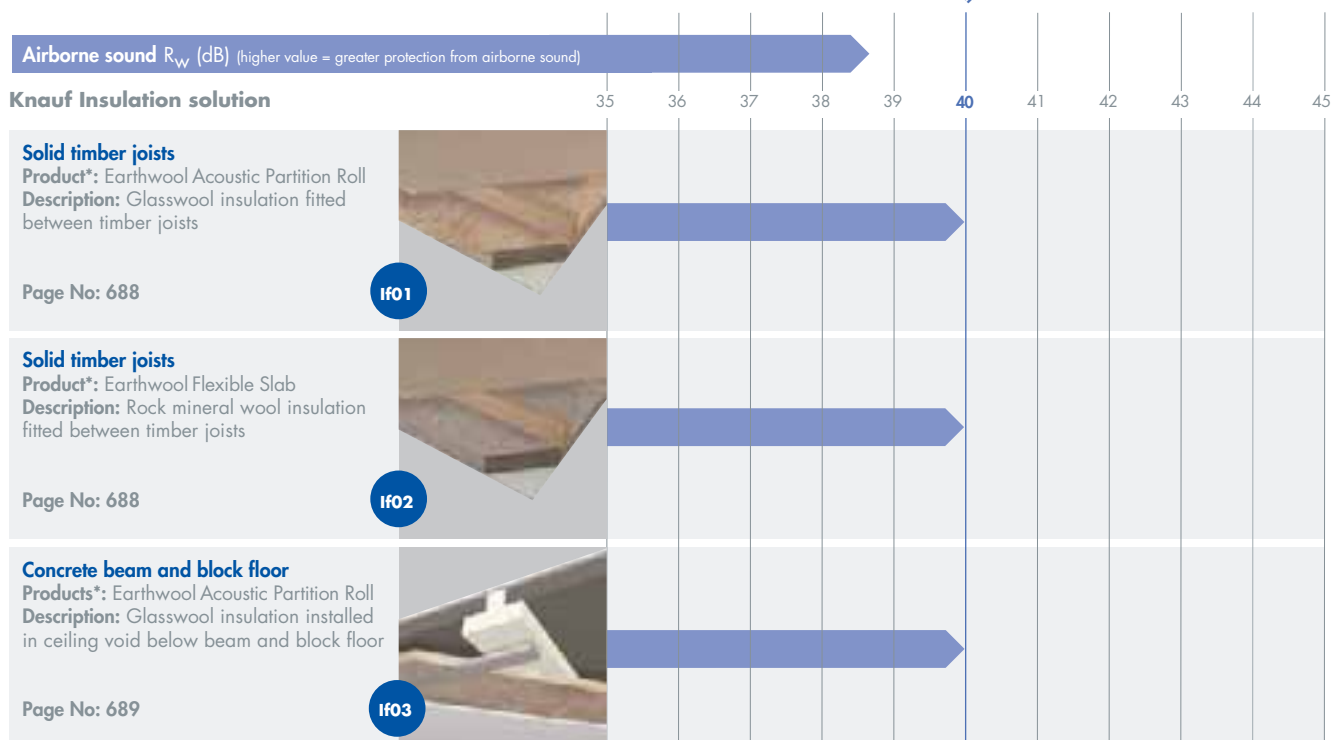 Airborne sound Rw (dB) (higher value = greater protection from airborne sound)
Knauf Insulation solution
35 36 37 38 39 40 41 42 43 44 45
Solid timber joists
Product*: Earthwool Acoustic Partition Roll
Description: Glasswool insulation fitted
between timber joists
Page No: 688
If01
Solid timber joists
Product*: Earthwool Flexible Slab
Description: Rock mineral wool insulation
fitted between timber joists
Page No: 688
If02
Concrete beam and block floor
Products*: Earthwool Acoustic Partition Roll
Description: Glasswool insulation installed
in ceiling void below beam and block floor
Page No: 689
If03